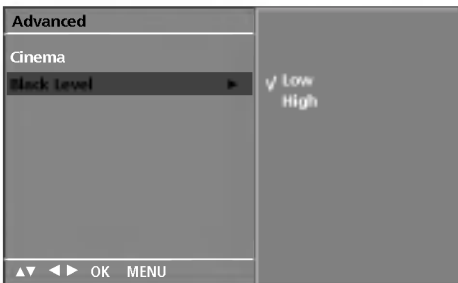 Advanced
Cinema
Black Level ►
√ Low
High
▲▼ ◄ ► OK MENU